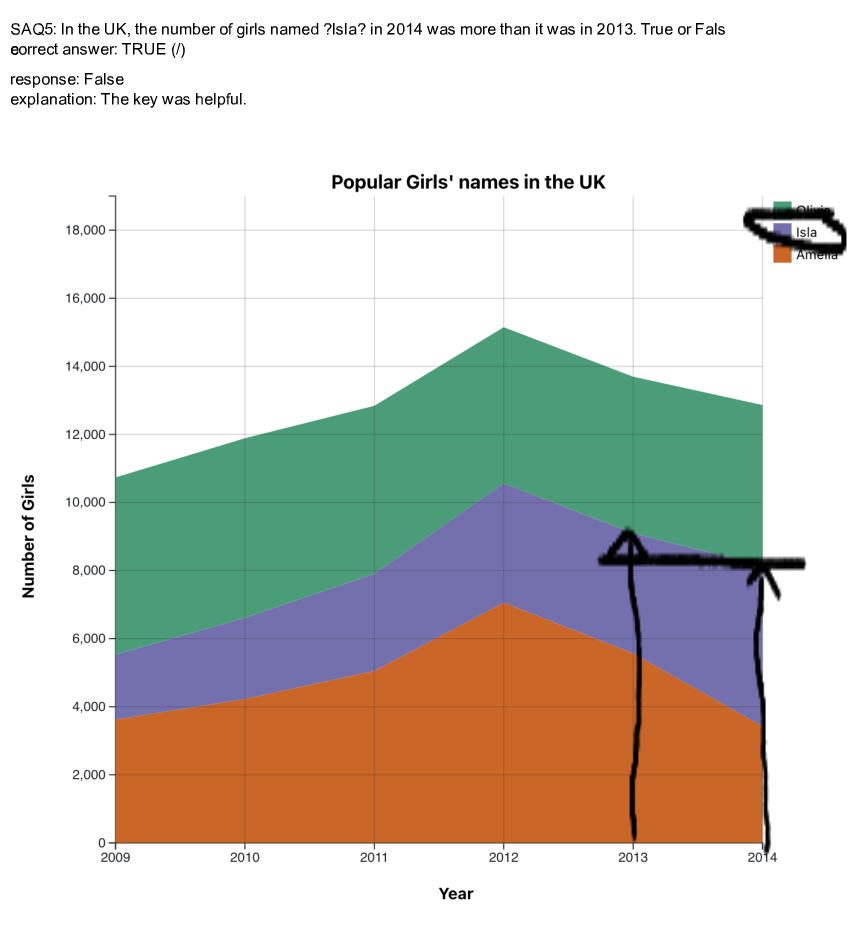 SAQ5: In the UK, the number of girls named ?Isla? in 2014 was more than it was in 2013. True or Fals
correct answer: TRUE (/)
response: False
explanation: The key was helpful.
Popular Girls' names in the UK
Olivia
Isla
Amelia
18,000
16,000
14,000
12,000
10,000
8,000
6,000
4,000
2,000
0
Number of Girls
2009 2010 2011 2012 2013 2014
Year